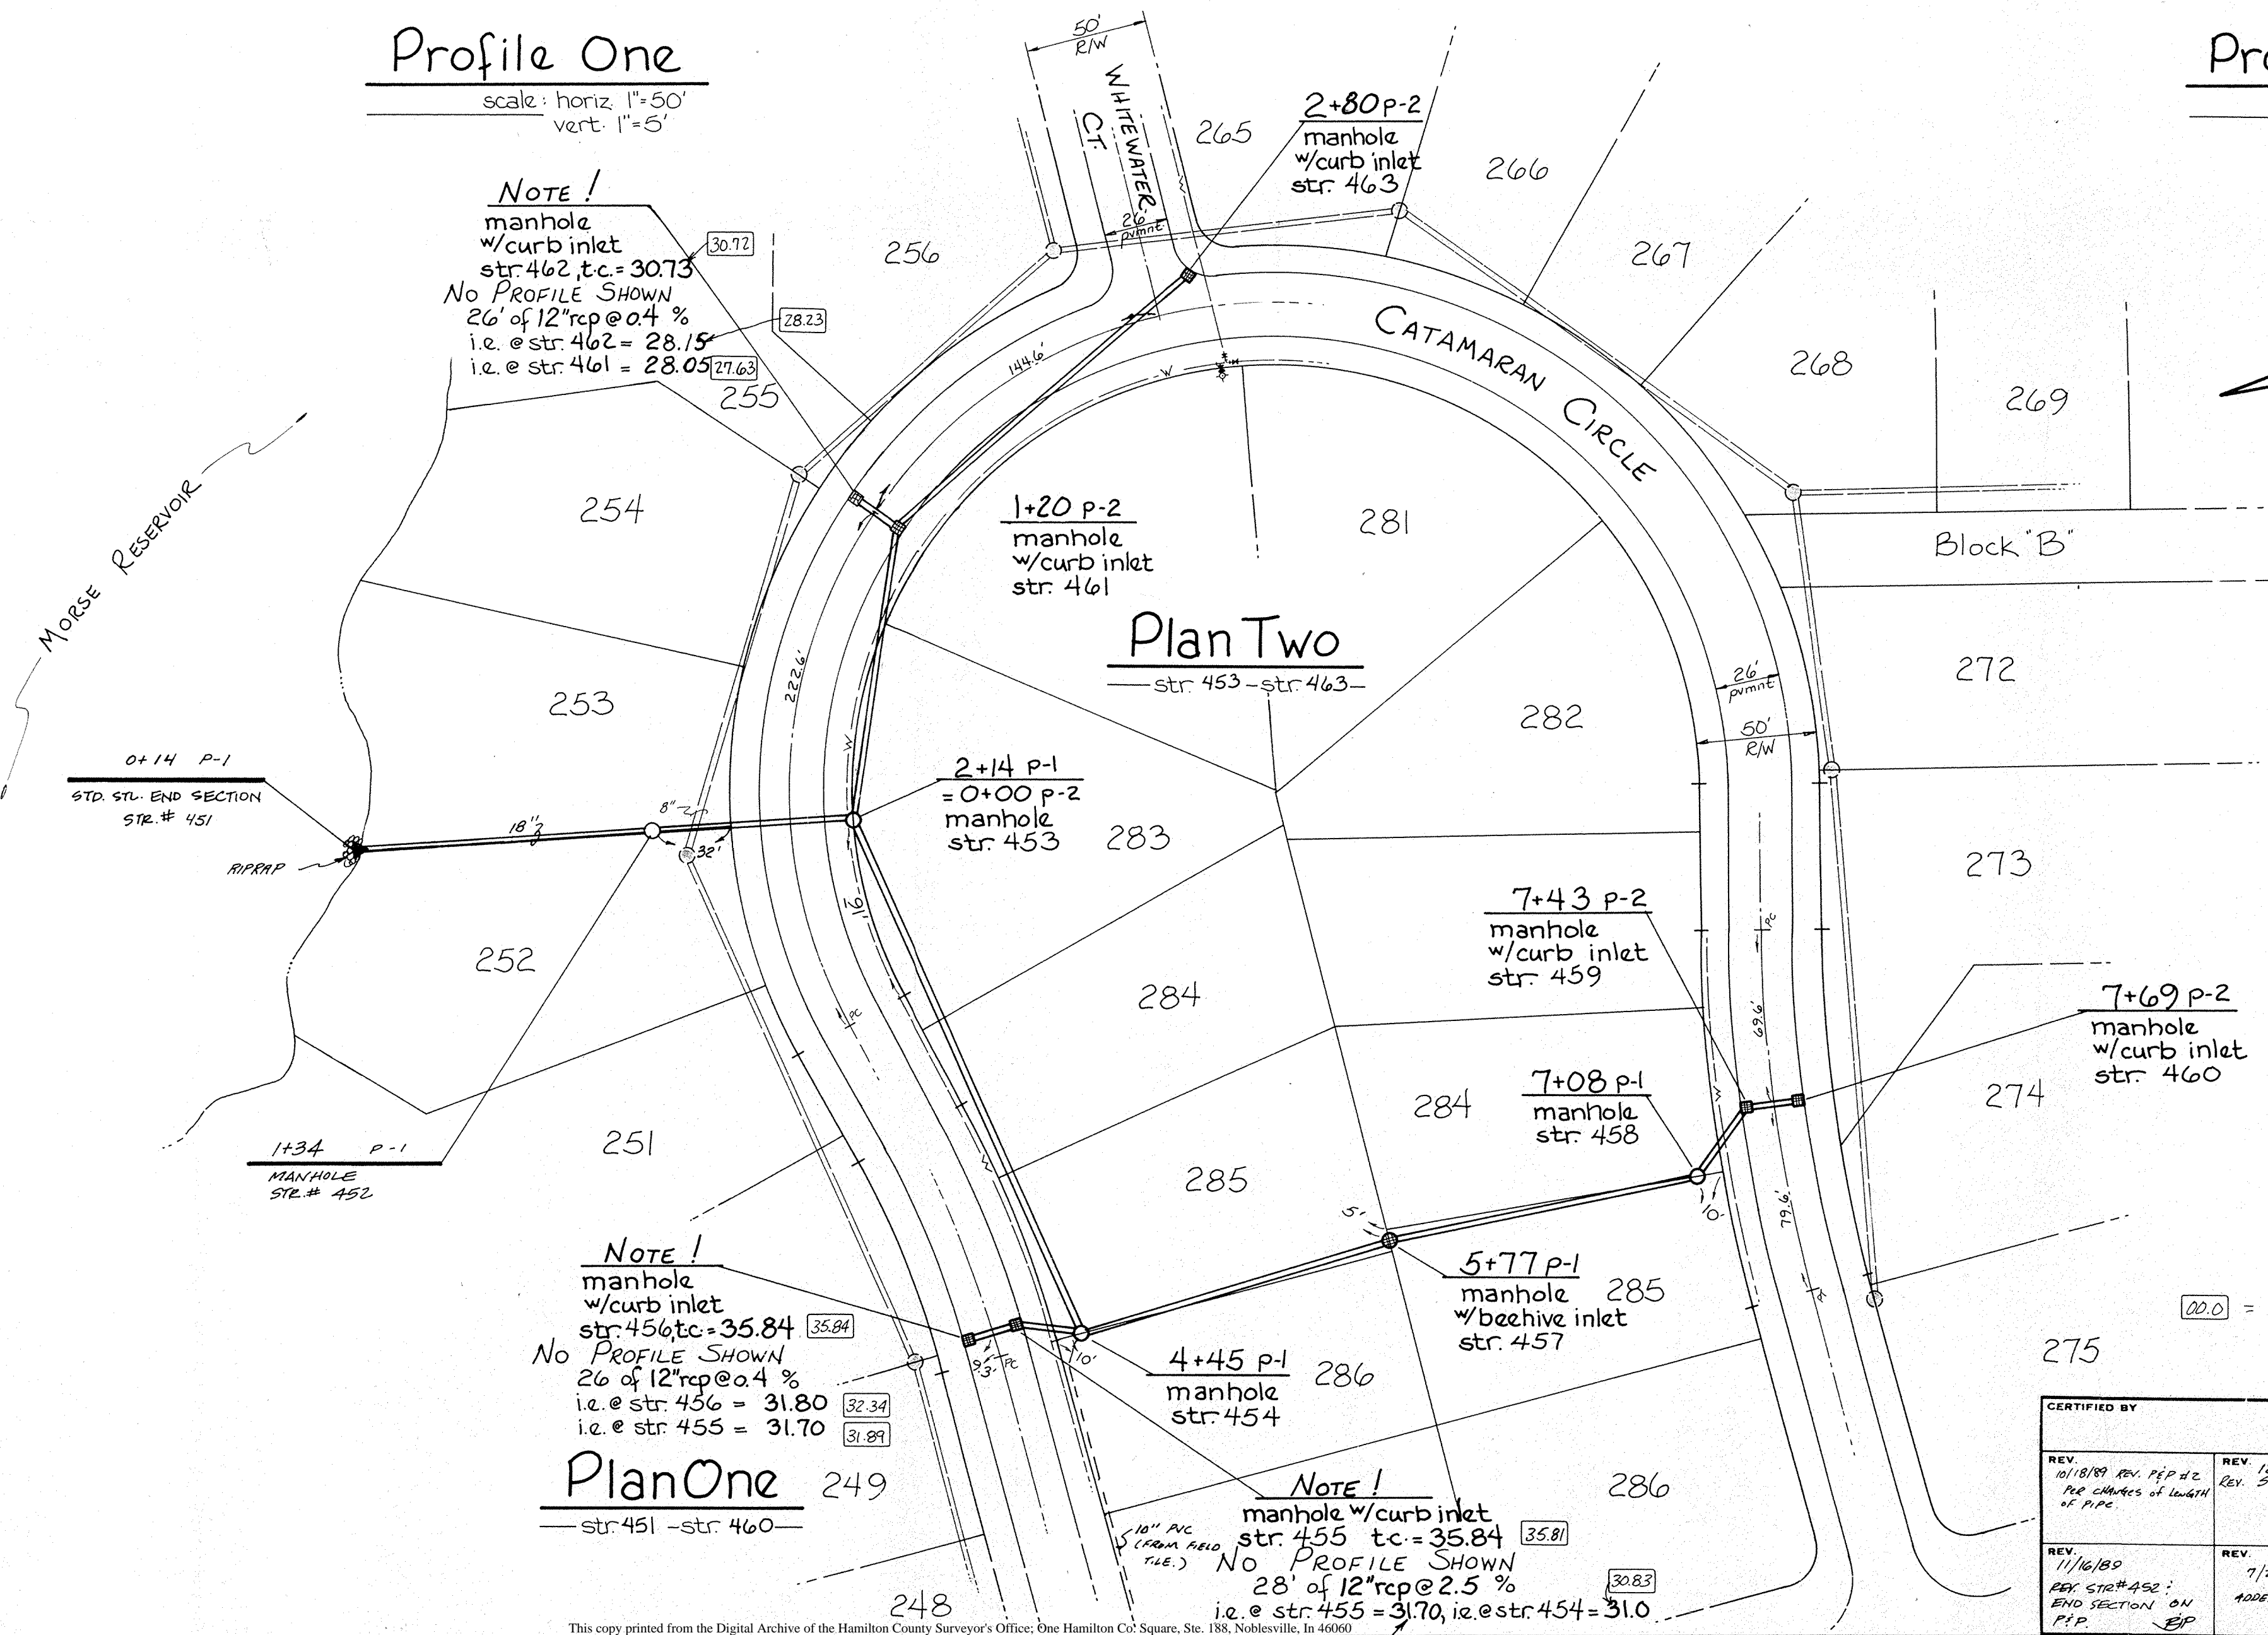 Profile One
scale: horiz. 1"=50'
vert. 1"=5'
50'
R/W
WHITEWATER
CT.
26'
pvmnt.
2+80 p-2
manhole
w/curb inlet
str. 463
NOTE!
manhole
w/curb inlet
str. 462, t.c. = 30.73
30.72
NO PROFILE SHOWN
26' of 12"rcp @ 0.4 %
i.e. @ str. 462 = 28.15
28.23
i.e. @ str. 461 = 28.05
27.63
256
265
266
267
268
269
255
254
253
252
251
249
248
MORSE RESERVOIR
144.6'
W
W
CATAMARAN CIRCLE
1+20 p-2
manhole
w/curb inlet
str. 461
281
Block "B"
Plan Two
str. 453 - str. 463
222.6'
W
282
26'
pvmnt.
50'
R/W
272
0+14 P-1
STD. STL. END SECTION
STR.# 451
RIPRAP
18"
8"
32'
2+14 p-1
= 0+00 p-2
manhole
str. 453
283
91'
PC
273
7+43 p-2
manhole
w/curb inlet
str. 459
PC
69.6'
284
7+69 p-2
manhole
w/curb inlet
str. 460
274
284
7+08 p-1
manhole
str. 458
W
1+34 P-1
MANHOLE
STR.# 452
W
285
5'
10'
79.6'
5+77 p-1
manhole
w/beehive inlet
str. 457
285
00.0 =
275
NOTE!
manhole
w/curb inlet
str. 456, t.c. = 35.84
35.84
NO PROFILE SHOWN
26 of 12"rcp @ 0.4 %
i.e. @ str. 456 = 31.80
32.34
i.e. @ str. 455 = 31.70
31.89
PC
10'
4+45 p-1
manhole
str. 454
286
Plan One
str. 451 - str. 460
NOTE!
manhole w/curb inlet
str. 455 t.c. = 35.84
35.81
NO PROFILE SHOWN
28' of 12"rcp @ 2.5 %
30.83
i.e. @ str. 455 = 31.70, i.e. @ str. 454 = 31.0
10" PVC
(FROM FIELD
TILE.)
286
CERTIFIED BY
REV.
10/18/89 REV. P&P #2
PER CHANGES OF LENGTH
OF PIPE.
REV.
REV.
REV.
11/16/89
REV. STR#452 &
END SECTION ON
P&P.
REV.
This copy printed from the Digital Archive of the Hamilton County Surveyor's Office; One Hamilton Co. Square, Ste. 188, Noblesville, In 46060